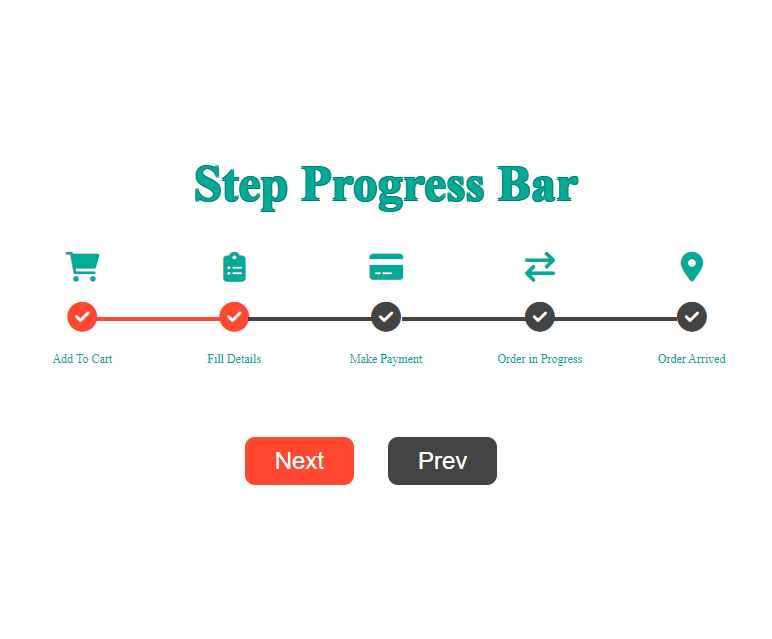 Step Progress Bar
Add To Cart Fill Details Make Payment Order in Progress Order Arrived
Next Prev